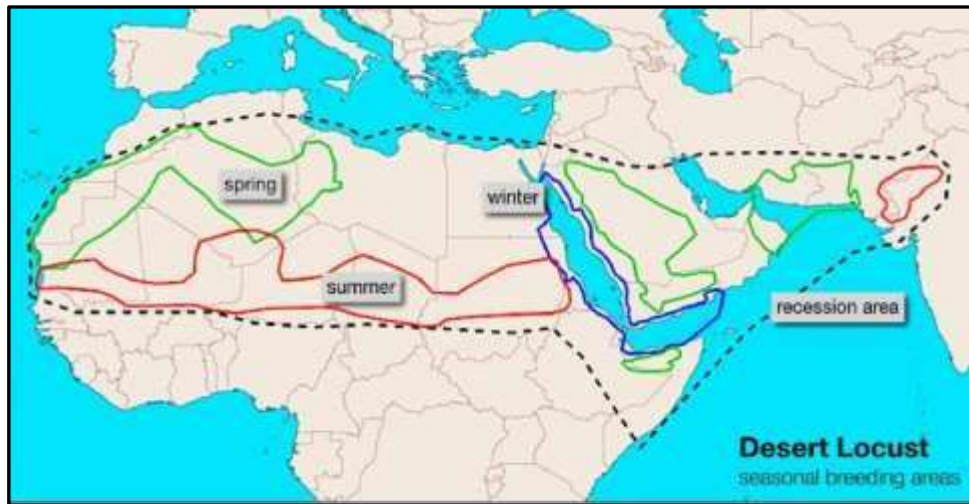 spring
winter
summer
recession area
Desert Locust
seasonal breeding areas